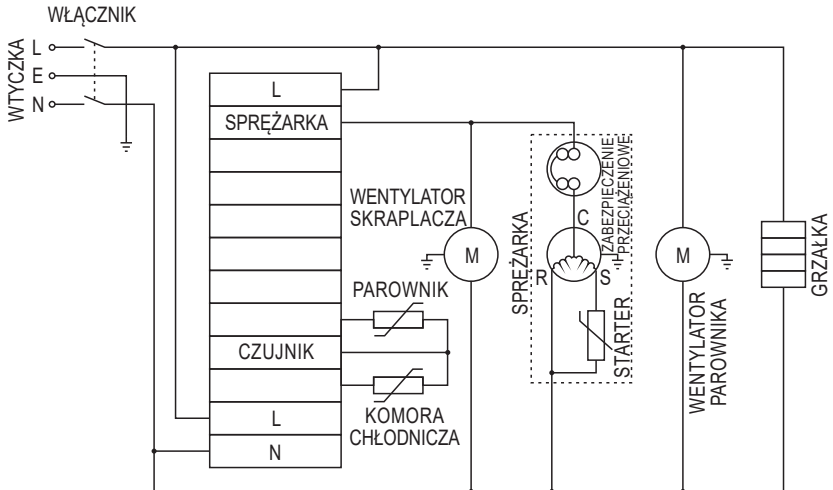 WŁĄCZNIK
WTYCZKA
L
E
N
L
SPRĘŻARKA
CZUJNIK
L
N
WENTYLATOR
SKRAPLACZA
M
PAROWNIK
KOMORA
CHŁODNICZA
SPRĘŻARKA
ZABEZPIECZENIE
PRZECIĄŻENIOWE
C
R
S
STARTER
M
WENTYLATOR
PAROWNIKA
GRZAŁKA